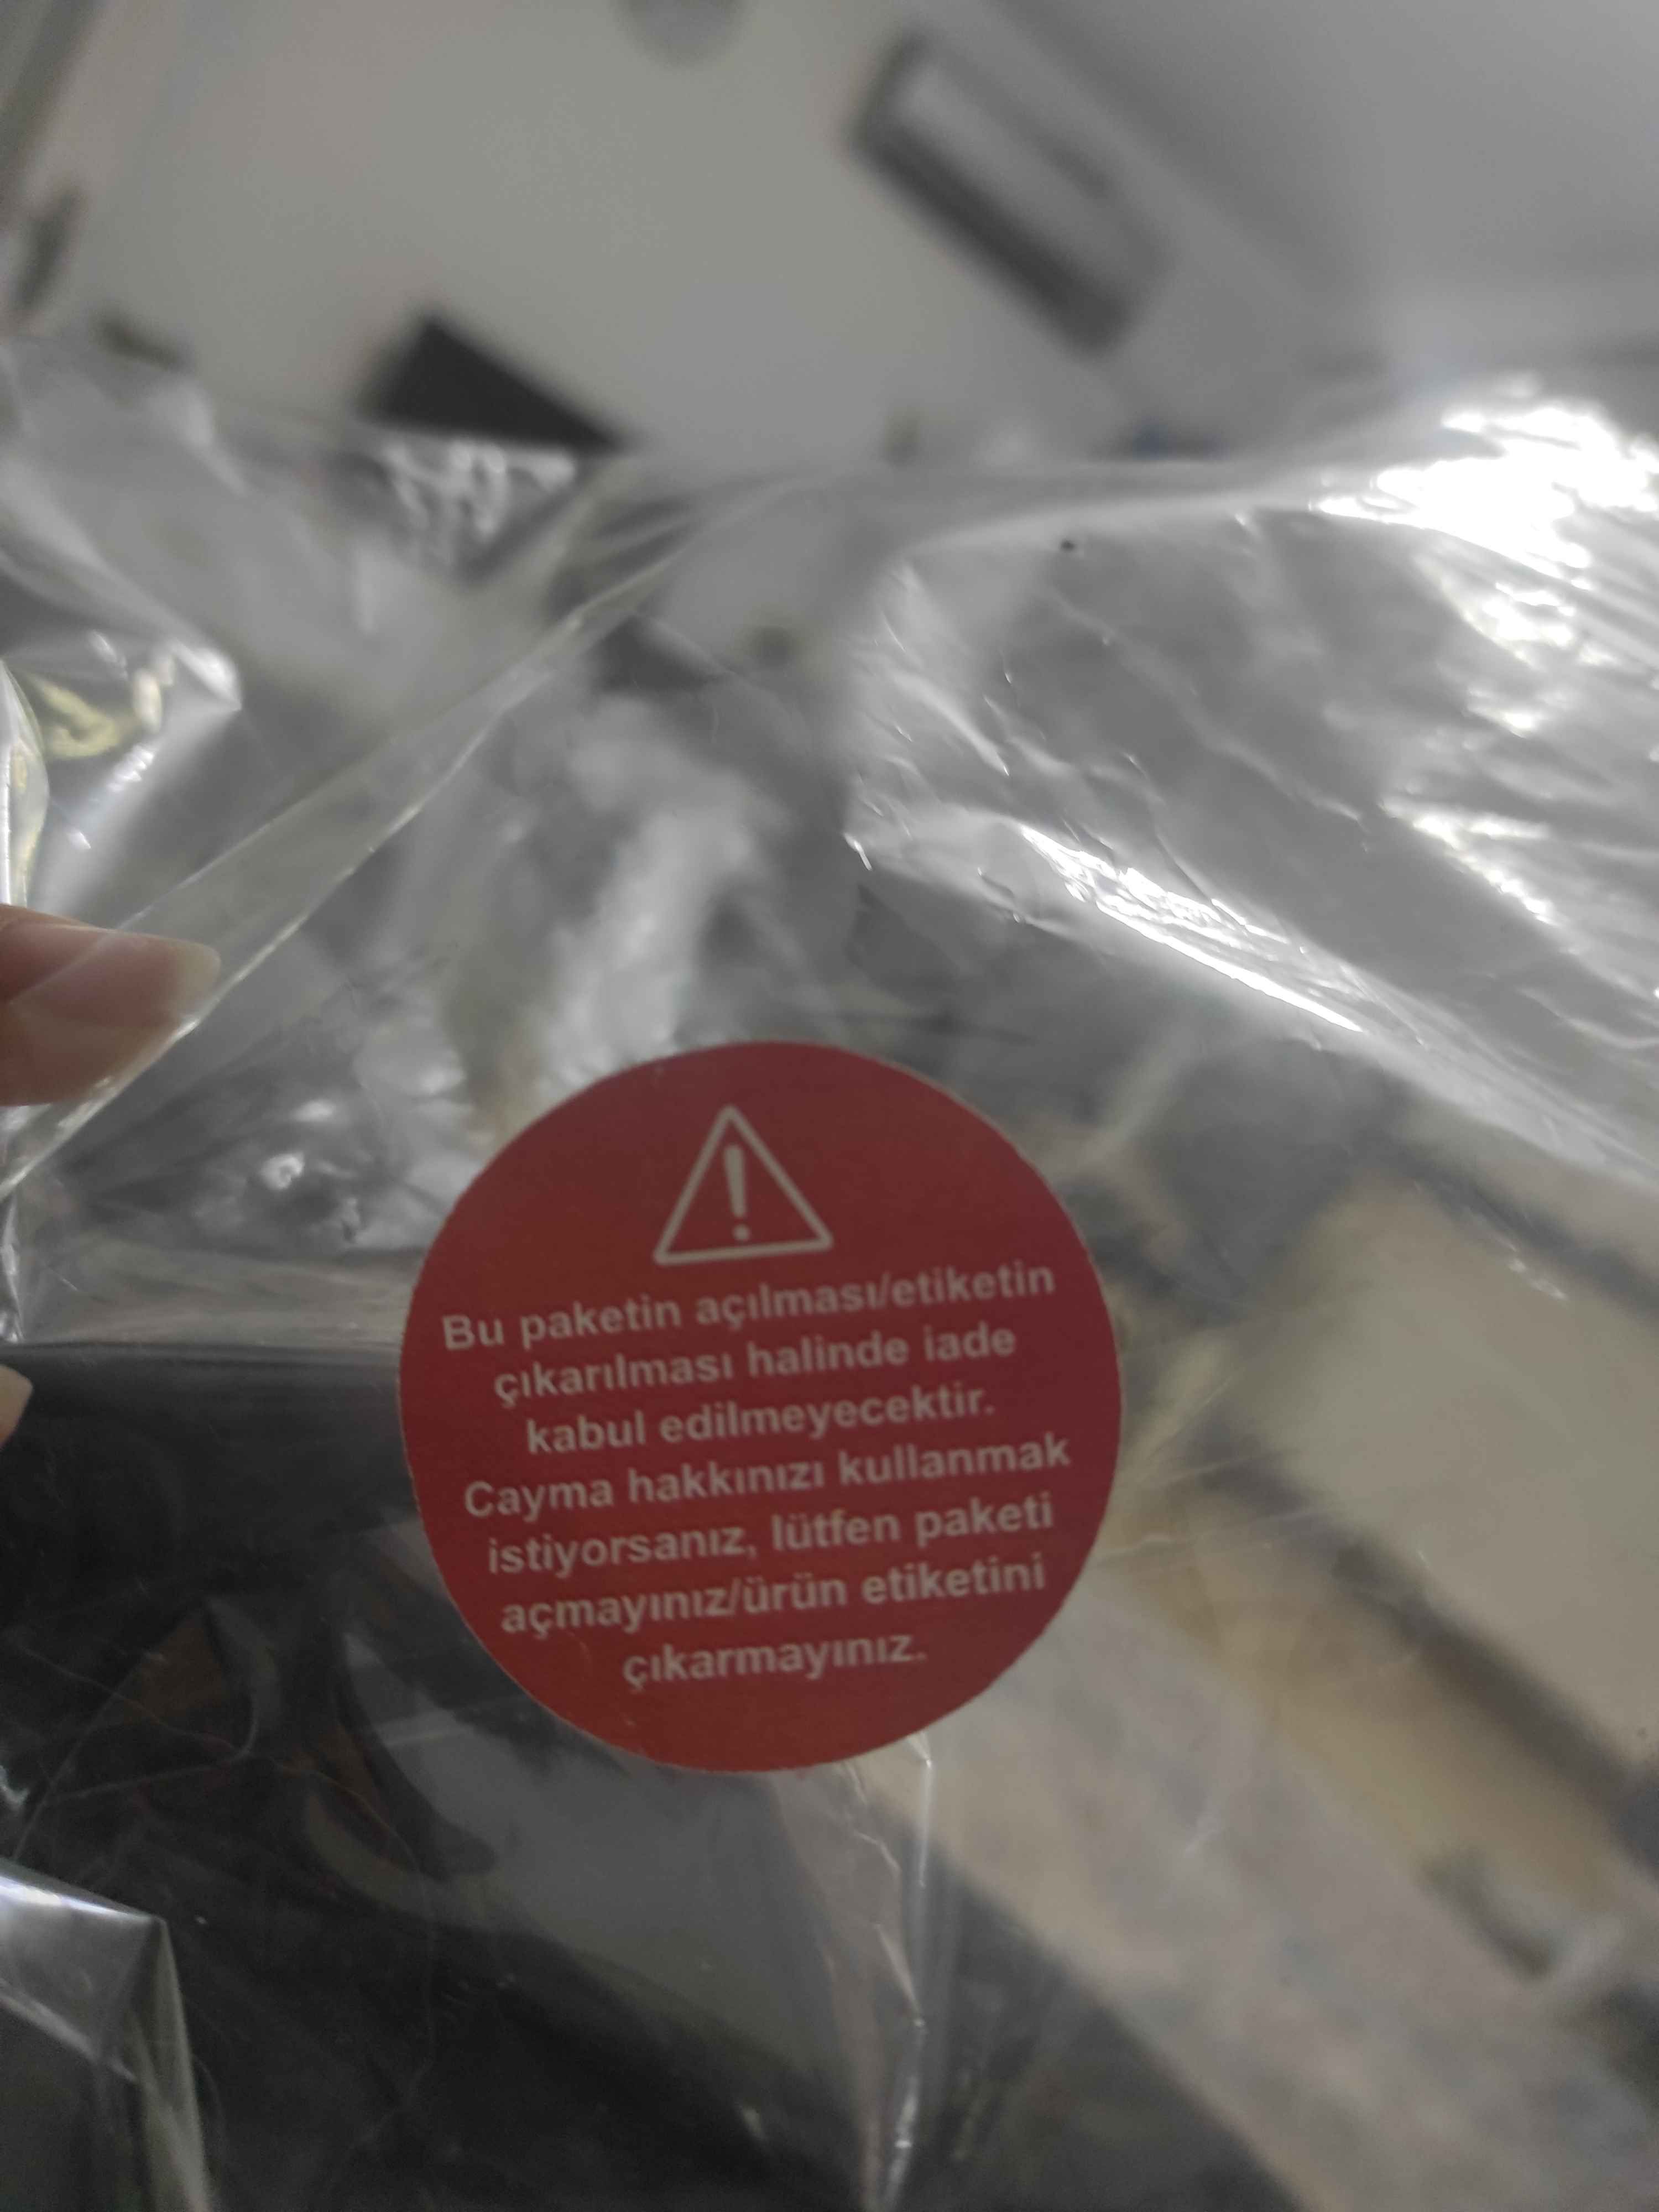 Bu paketin açılması/etiketin
çıkarılması halinde iade
kabul edilmeyecektir.
Cayma hakkınızı kullanmak
istiyorsanız, lütfen paketi
açmayınız/ürün etiketini
çıkarmayınız.